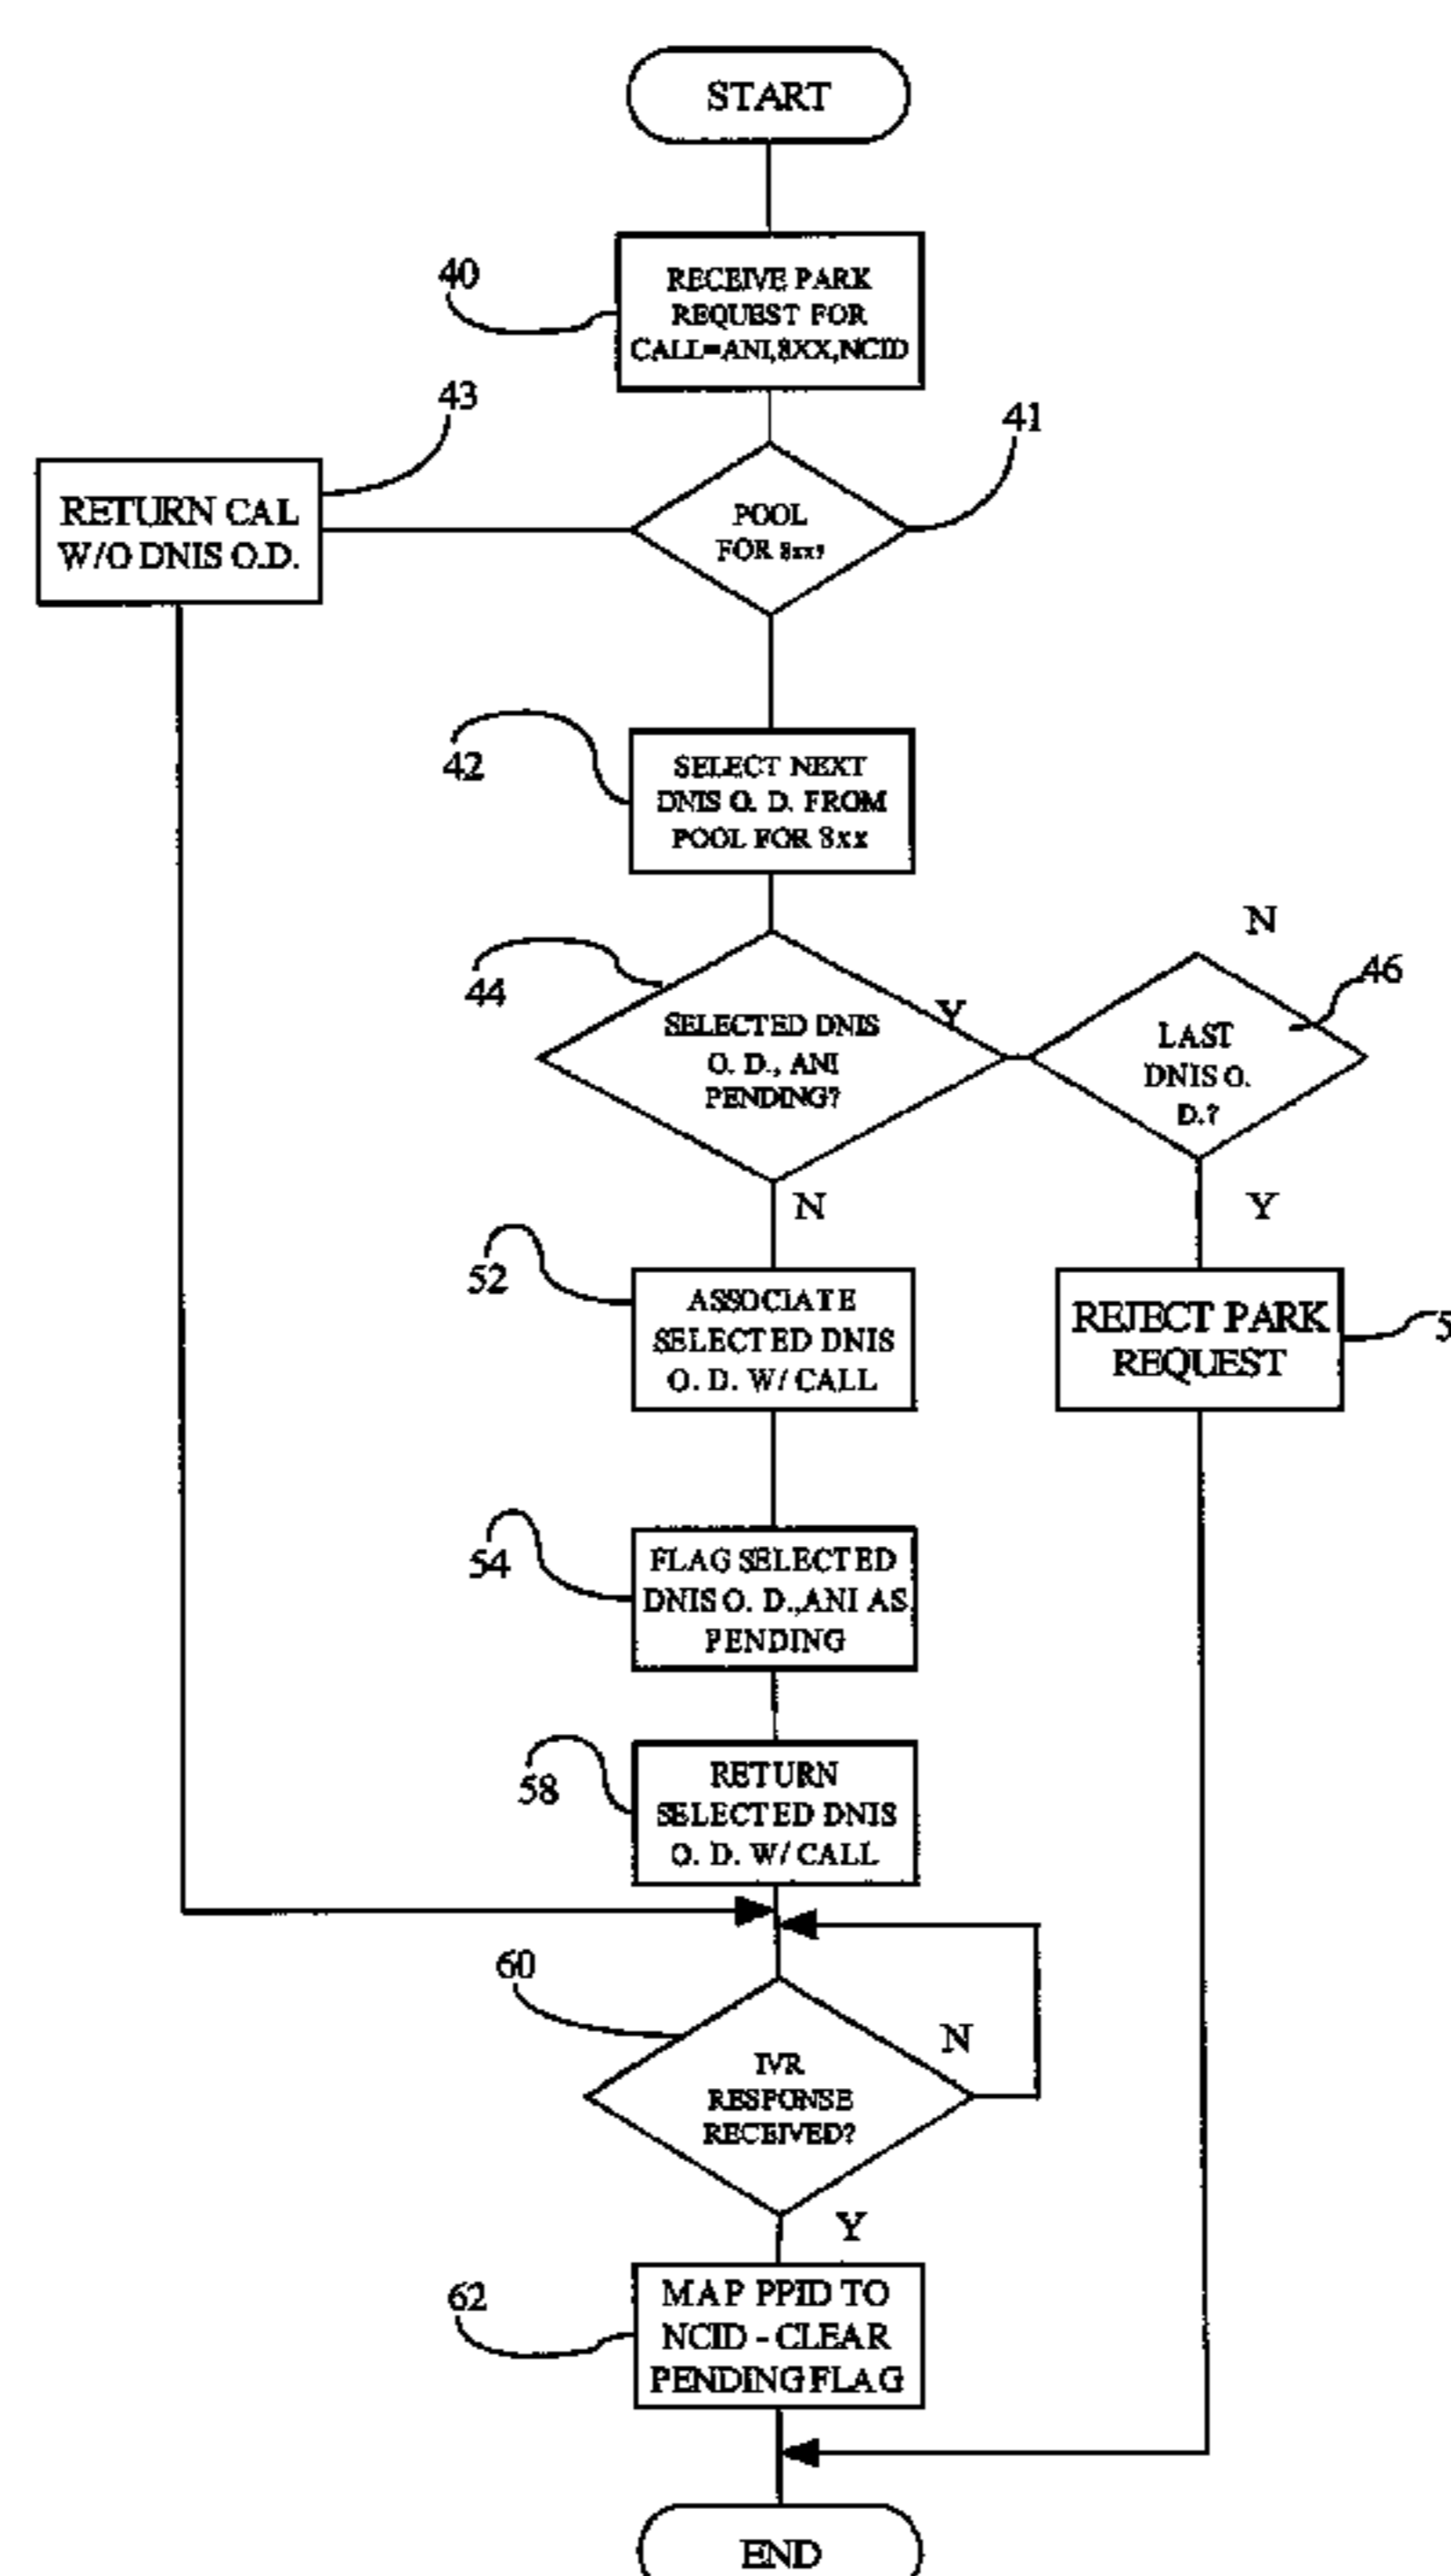 START
40
RECEIVE PARK
REQUEST FOR
CALL=ANI,8XX,NCID
43
41
RETURN CAL
W/O DNIS O.D.
POOL
FOR 8xx?
42
SELECT NEXT
DNIS O. D. FROM
POOL FOR 8xx
N
46
44
SELECTED DNIS
O. D., ANI
PENDING?
Y
LAST
DNIS O.
D.?
N
Y
52
ASSOCIATE
SELECTED DNIS
O. D. W/ CALL
REJECT PARK
REQUEST
5
54
FLAG SELECTED
DNIS O. D.,ANI AS
PENDING
58
RETURN
SELECTED DNIS
O. D. W/ CALL
60
N
IVR
RESPONSE
RECEIVED?
Y
62
MAP PPID TO
NCID - CLEAR
PENDING FLAG
END